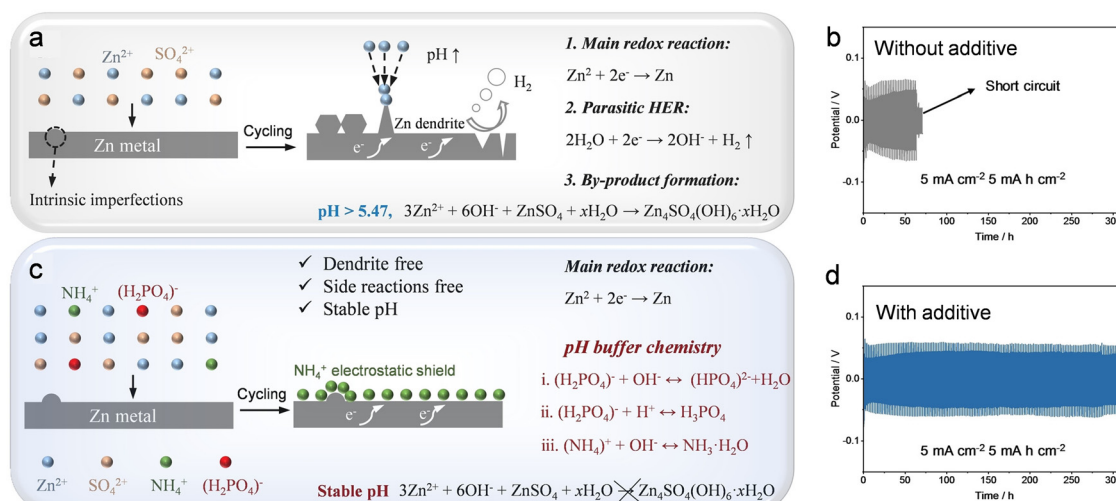 a
Zn²⁺ SO₄²⁺
Zn metal
Intrinsic imperfections
Cycling
pH ↑
H₂
Zn dendrite
e⁻ e⁻
1. Main redox reaction:
Zn² + 2e⁻ → Zn
2. Parasitic HER:
2H₂O + 2e⁻ → 2OH⁻ + H₂ ↑
3. By-product formation:
pH > 5.47, 3Zn²⁺ + 6OH⁻ + ZnSO₄ + xH₂O → Zn₄SO₄(OH)₆·xH₂O
b
Without additive
Short circuit
5 mA cm⁻² 5 mA h cm⁻²
Potential / V
0.1
0.0
-0.1
0 50 100 150 200 250 300
Time / h
c
NH₄⁺ (H₂PO₄)⁻
Zn metal
Zn²⁺ SO₄²⁺ NH₄⁺ (H₂PO₄)⁻
✓ Dendrite free
✓ Side reactions free
✓ Stable pH
Cycling
NH₄⁺ electrostatic shield
e⁻ e⁻
Main redox reaction:
Zn² + 2e⁻ → Zn
pH buffer chemistry
i. (H₂PO₄)⁻ + OH⁻ ↔ (HPO₄)²⁻+H₂O
ii. (H₂PO₄)⁻ + H⁺ ↔ H₃PO₄
iii. (NH₄)⁺ + OH⁻ ↔ NH₃·H₂O
Stable pH 3Zn²⁺ + 6OH⁻ + ZnSO₄ + xH₂O ↛ Zn₄SO₄(OH)₆·xH₂O
d
With additive
5 mA cm⁻² 5 mA h cm⁻²
Potential / V
0.1
0.0
-0.1
0 50 100 150 200 250 300
Time / h